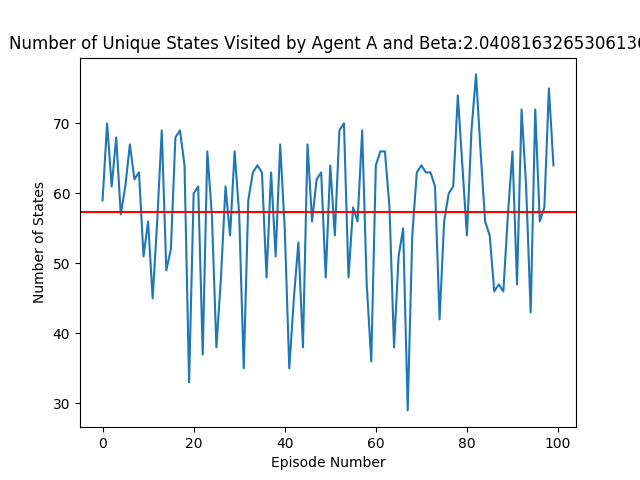 Number of Unique States Visited by Agent A and Beta:2.0408163265306136
70
60
50
40
30
Number of States
0 20 40 60 80 100
Episode Number